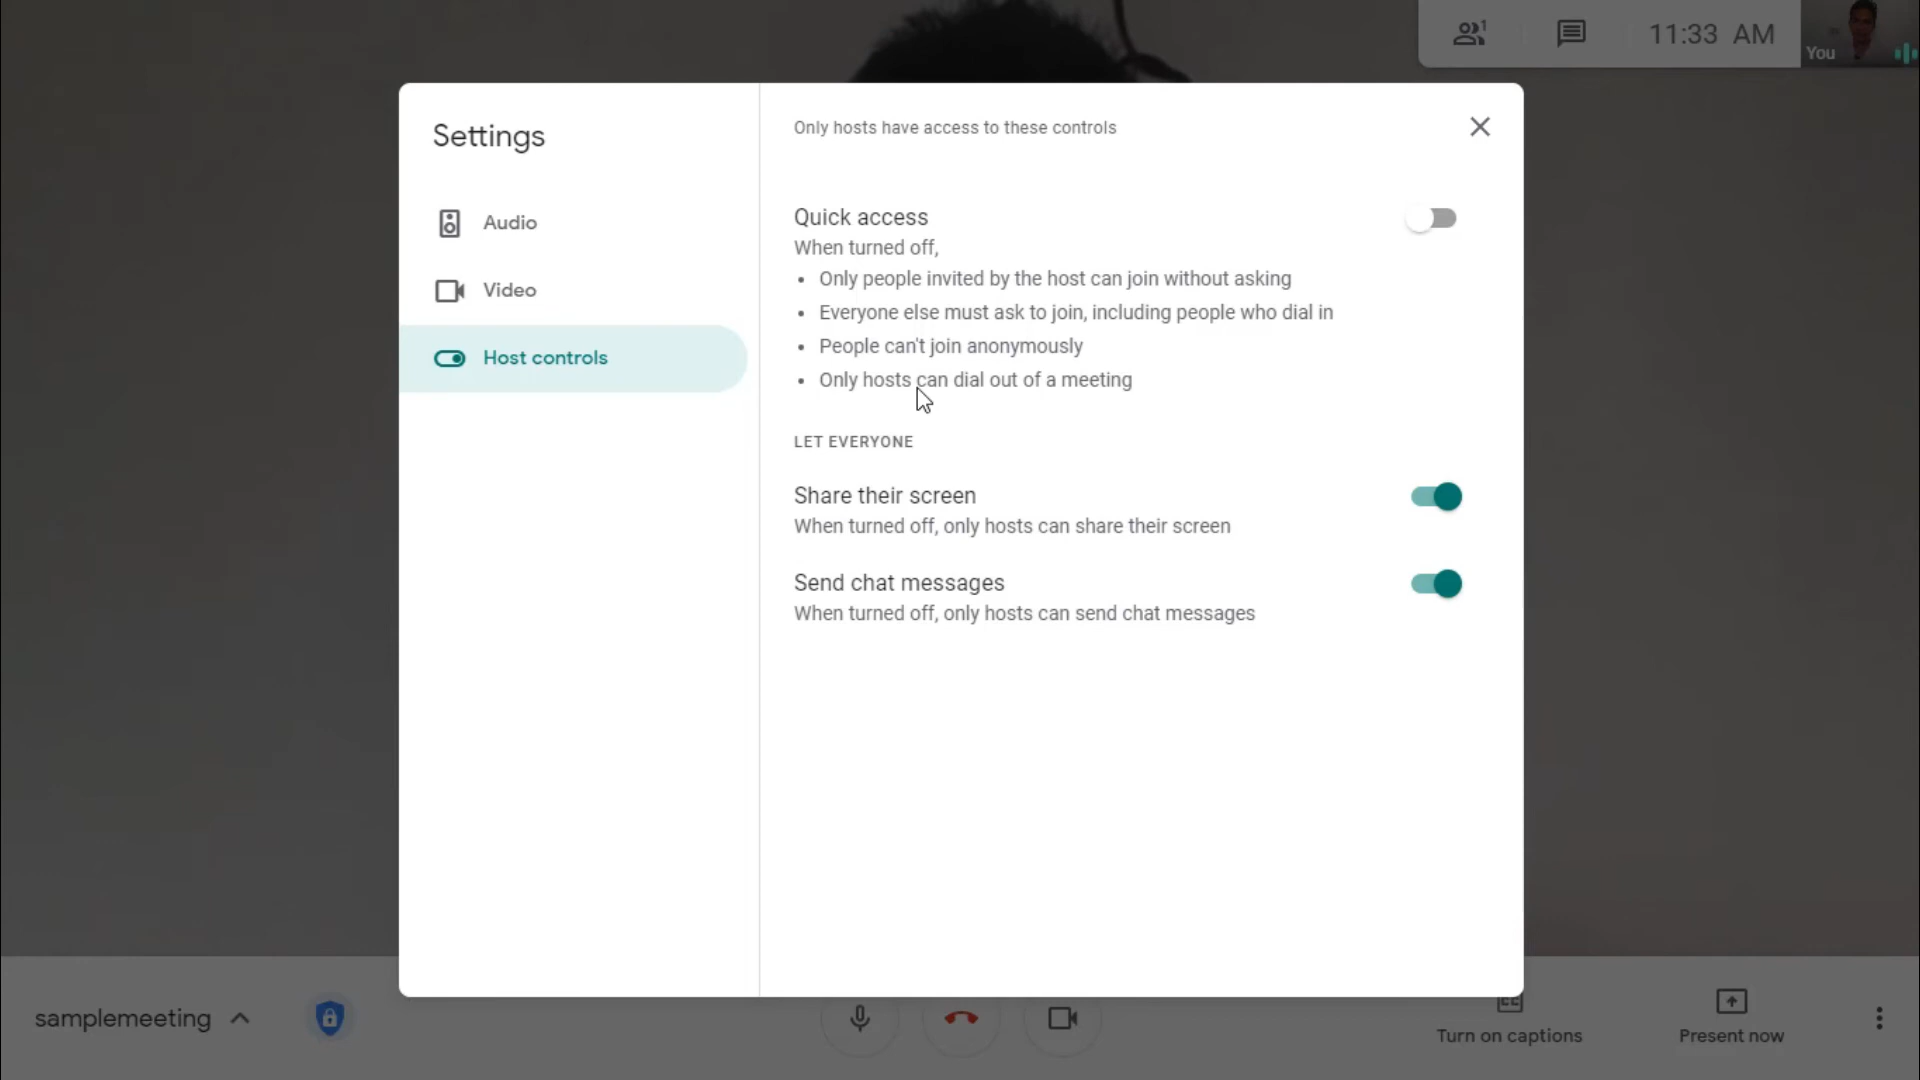 1
11:33 AM
You
Settings
Only hosts have access to these controls
Audio
Video
Host controls
Quick access
When turned off,
• Only people invited by the host can join without asking
• Everyone else must ask to join, including people who dial in
• People can't join anonymously
• Only hosts can dial out of a meeting
LET EVERYONE
Share their screen
When turned off, only hosts can share their screen
Send chat messages
When turned off, only hosts can send chat messages
samplemeeting
CC
Turn on captions
Present now